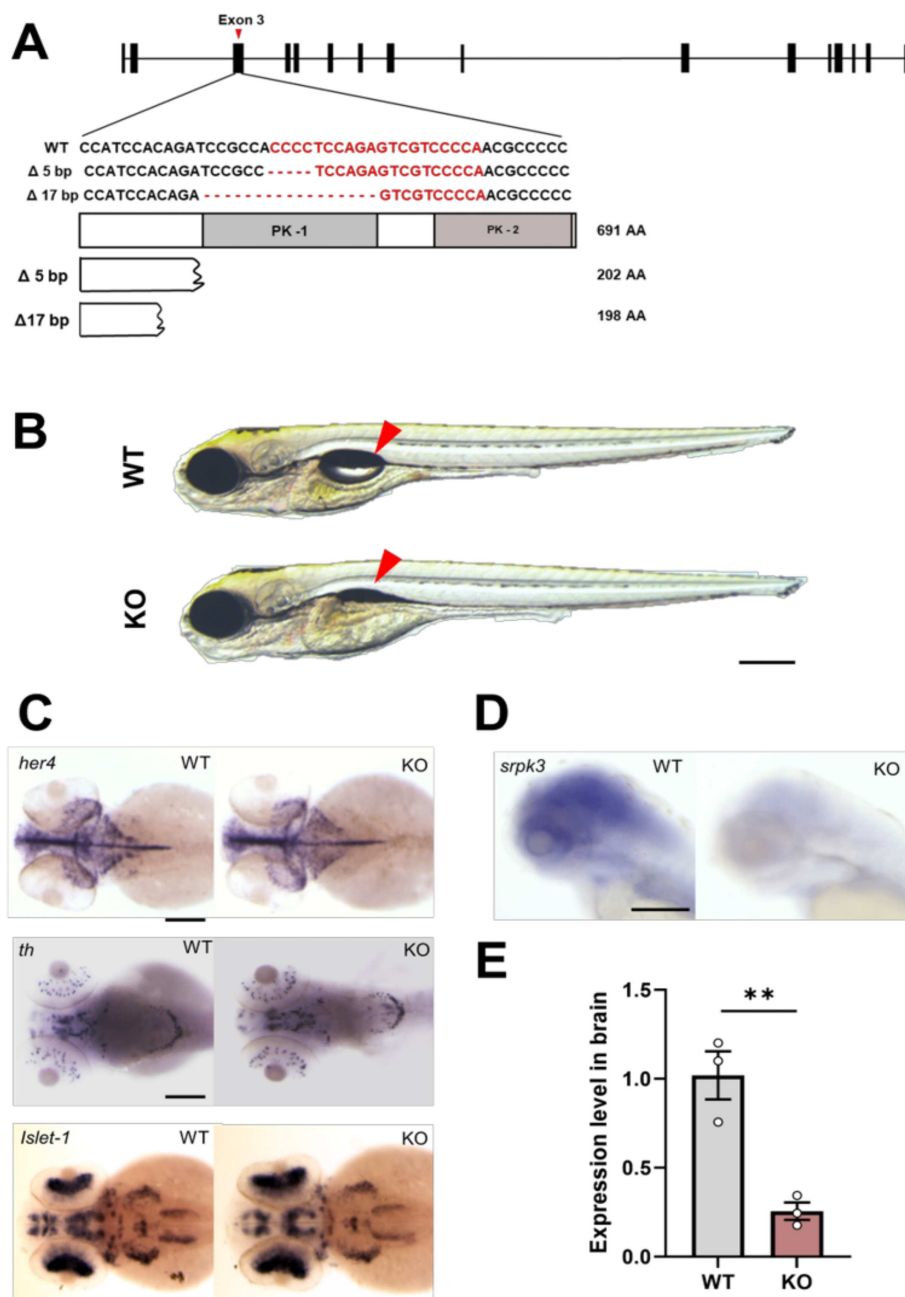 A
Exon 3
WT CCATCCACAGATCCGCCACCCCTCCAGAGTCGTCCCCAACGCCCCC
Δ 5 bp CCATCCACAGATCCGCC -----TCCAGAGTCGTCCCCAACGCCCCC
Δ 17 bp CCATCCACAGA -----------------GTCGTCCCCAACGCCCCC
PK -1 PK - 2 691 AA
Δ 5 bp 202 AA
Δ17 bp 198 AA
B
WT
KO
C
her4 WT KO
th WT KO
Islet-1 WT KO
D
srpk3 WT KO
E
Expression level in brain
1.5
1.0
0.5
0.0
**
WT KO